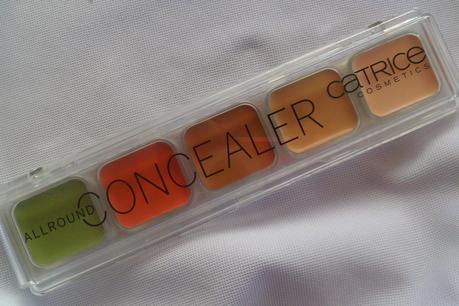 ALLROUND CONCEALER CATRICE
COSMETICS